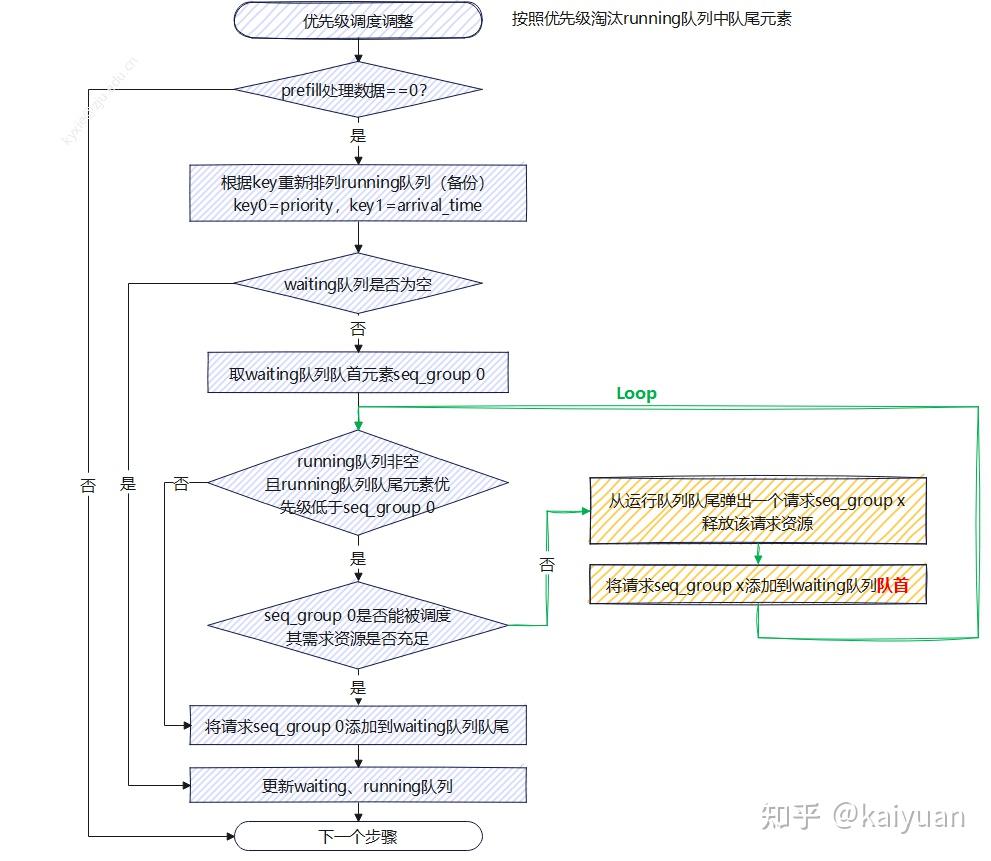 优先级调度调整
按照优先级淘汰running队列中队尾元素
prefill处理数据==0?
是
根据key重新排列running队列（备份）
key0=priority，key1=arrival_time
waiting队列是否为空
否
取waiting队列队首元素seq_group 0
Loop
running队列非空
且running队列队尾元素优
先级低于seq_group 0
否
是
否
是
seq_group 0是否能被调度
其需求资源是否充足
否
从运行队列队尾弹出一个请求seq_group x
释放该请求资源
将请求seq_group x添加到waiting队列队首
是
将请求seq_group 0添加到waiting队列队尾
更新waiting、running队列
下一个步骤
知乎 @kaiyuan